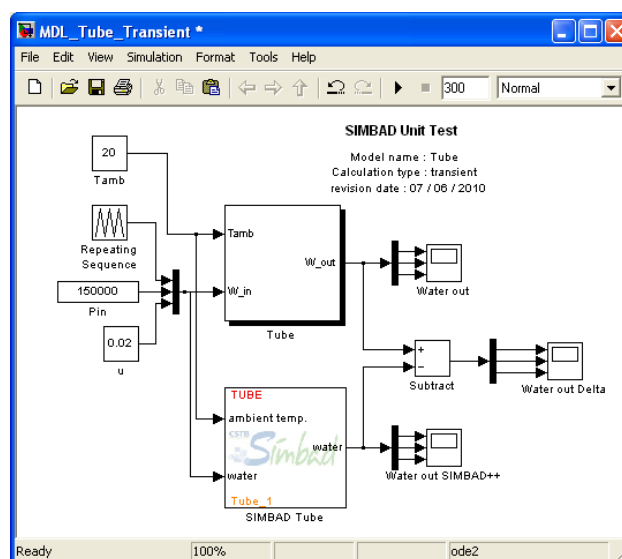 MDL_Tube_Transient *
File Edit View Simulation Format Tools Help
300 Normal
SIMBAD Unit Test
Model name : Tube
Calculation type : transient
revision date : 07 / 06 / 2010
20
Tamb
Repeating
Sequence
150000
Pin
0.02
u
Tamb
W_in
W_out
Tube
Water out
+
−
Subtract
Water out Delta
TUBE
ambient temp.
CSTB
Simbad
water
water
Tube_1
SIMBAD Tube
Water out SIMBAD++
Ready 100% ode2